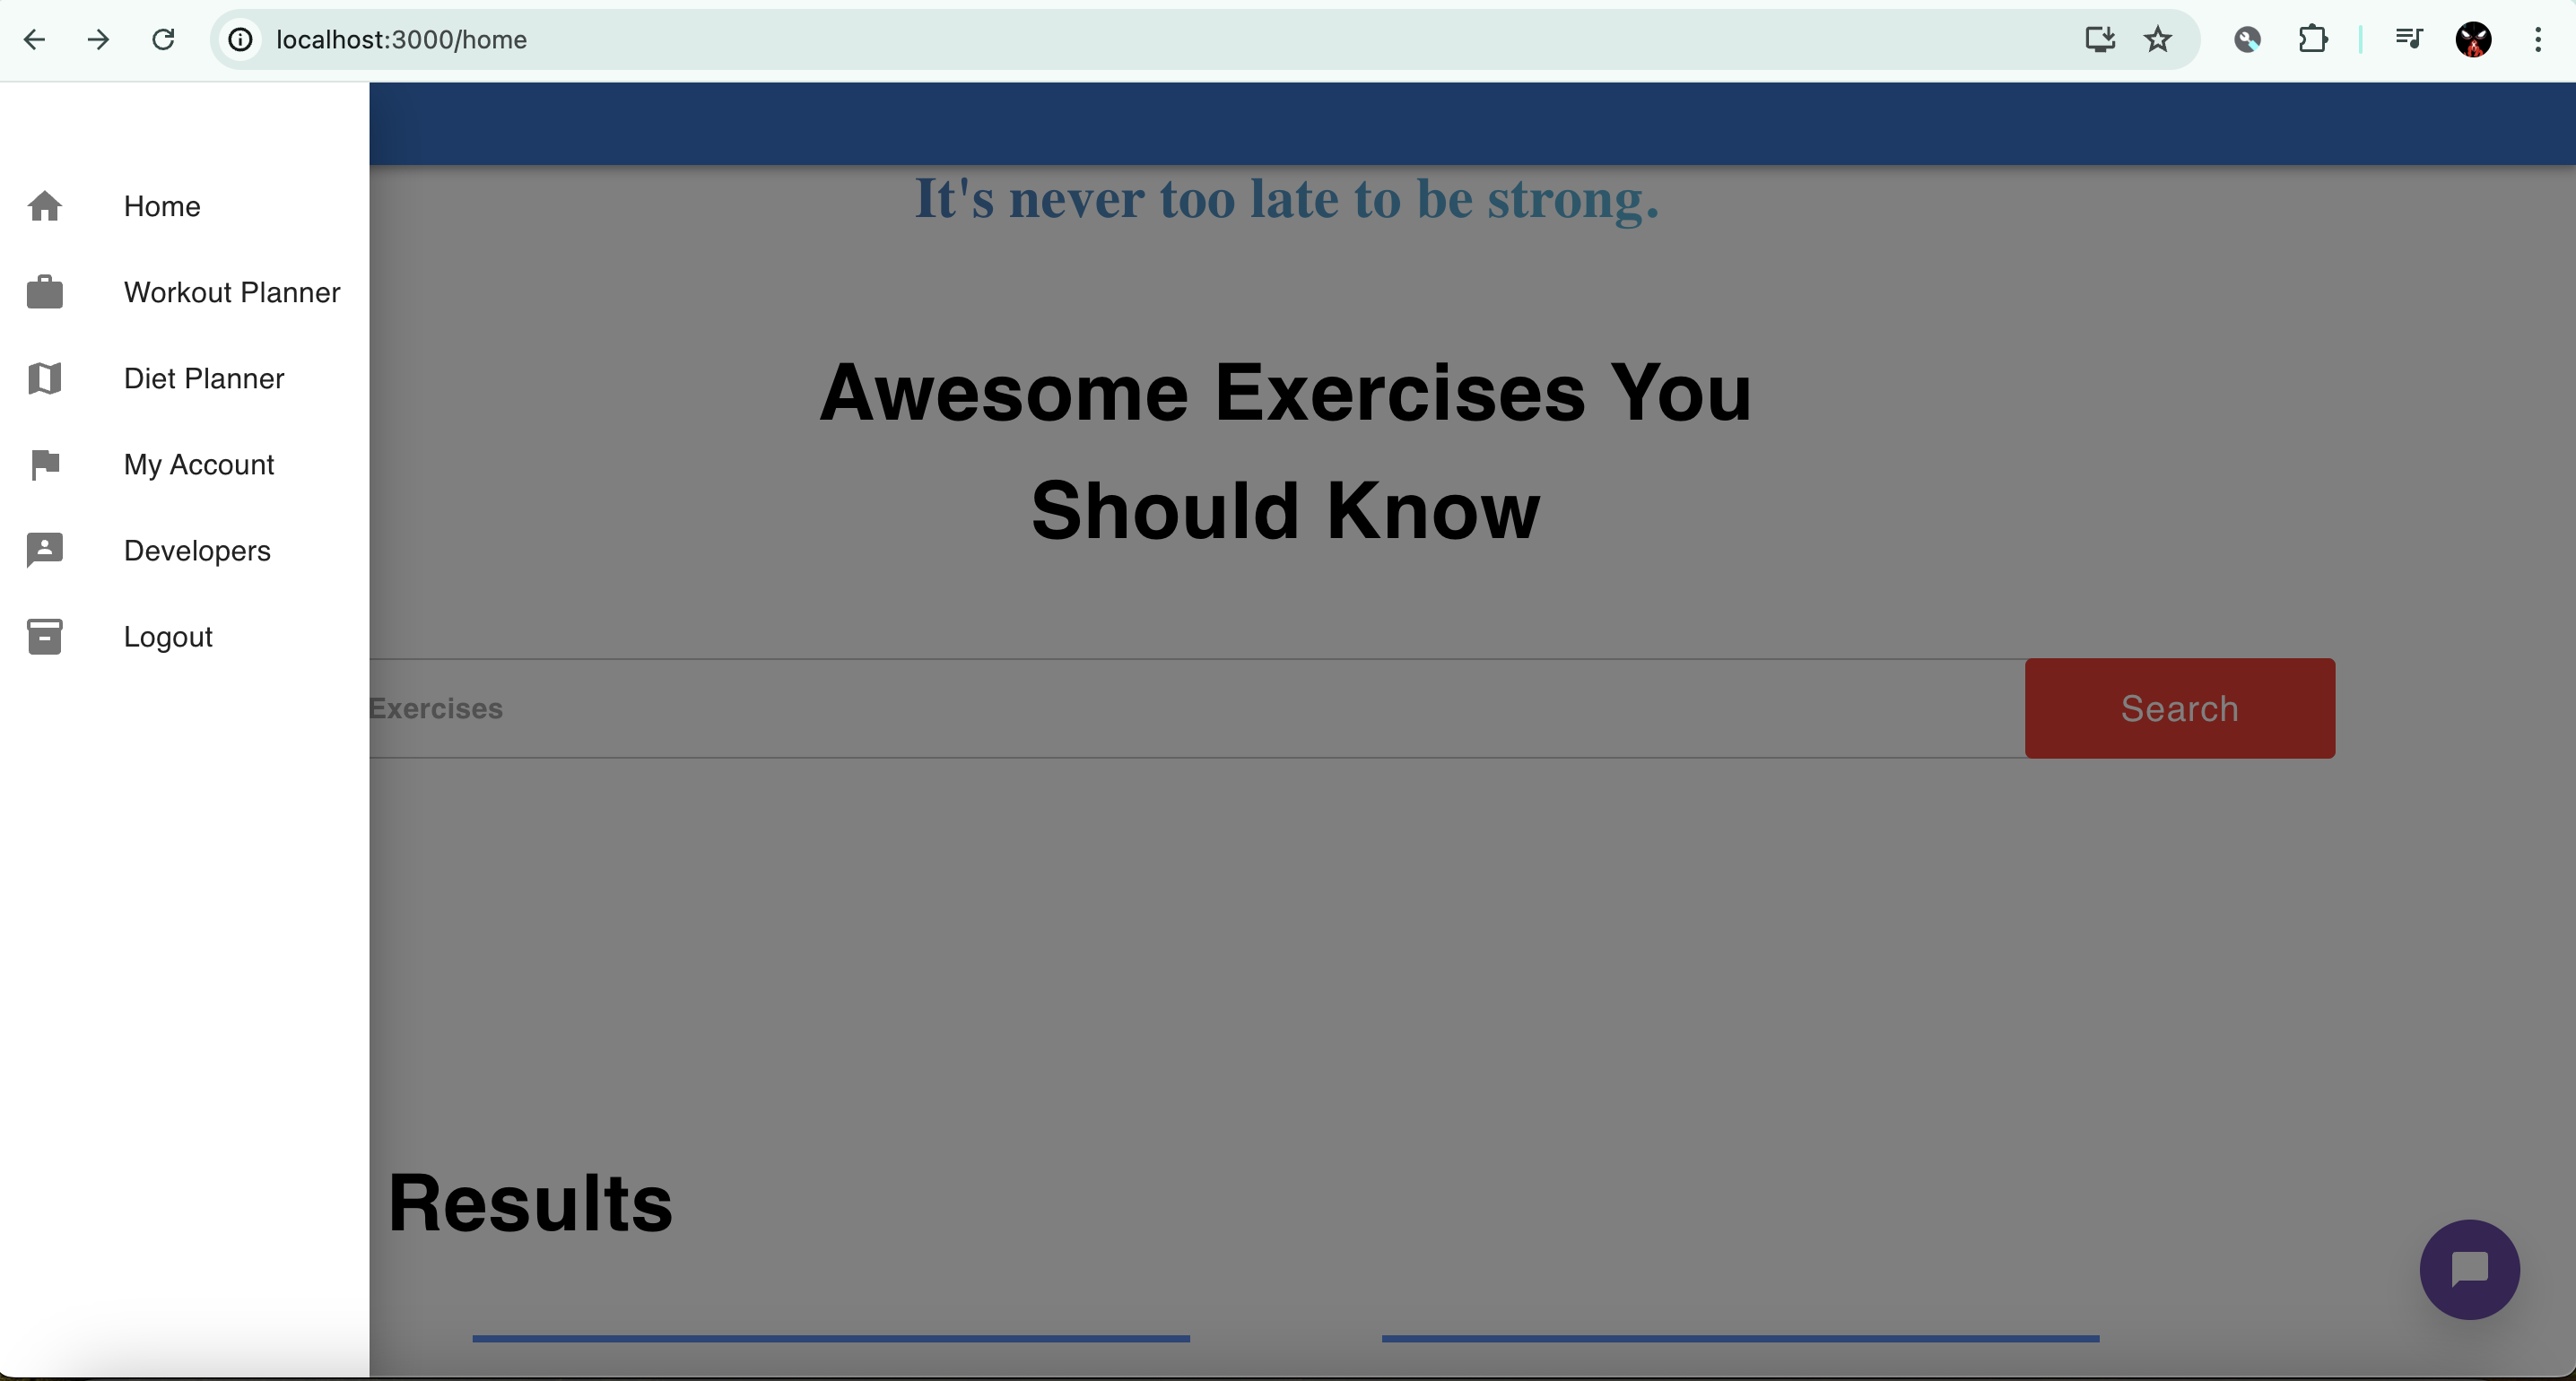 localhost:3000/home
Home
Workout Planner
Diet Planner
My Account
Developers
Logout
It's never too late to be strong.
Awesome Exercises You
Should Know
Exercises
Search
Results